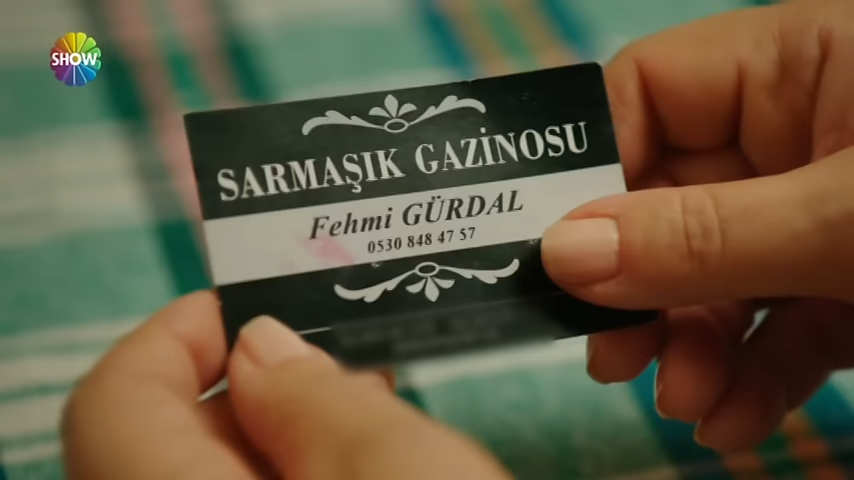 SHOW
SARMAŞIK GAZİNOSU
Fehmi GÜRDAL
0530 848 47 57